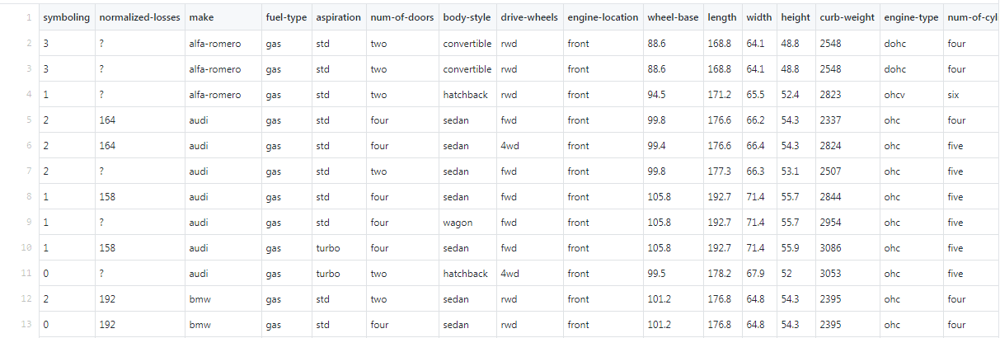 1 symboling normalized-losses make fuel-type aspiration num-of-doors body-style drive-wheels engine-location wheel-base length width height curb-weight engine-type num-of-cyl
2 3 ? alfa-romero gas std two convertible rwd front 88.6 168.8 64.1 48.8 2548 dohc four
3 3 ? alfa-romero gas std two convertible rwd front 88.6 168.8 64.1 48.8 2548 dohc four
4 1 ? alfa-romero gas std two hatchback rwd front 94.5 171.2 65.5 52.4 2823 ohcv six
5 2 164 audi gas std four sedan fwd front 99.8 176.6 66.2 54.3 2337 ohc four
6 2 164 audi gas std four sedan 4wd front 99.4 176.6 66.4 54.3 2824 ohc five
7 2 ? audi gas std two sedan fwd front 99.8 177.3 66.3 53.1 2507 ohc five
8 1 158 audi gas std four sedan fwd front 105.8 192.7 71.4 55.7 2844 ohc five
9 1 ? audi gas std four wagon fwd front 105.8 192.7 71.4 55.7 2954 ohc five
10 1 158 audi gas turbo four sedan fwd front 105.8 192.7 71.4 55.9 3086 ohc five
11 0 ? audi gas turbo two hatchback 4wd front 99.5 178.2 67.9 52 3053 ohc five
12 2 192 bmw gas std two sedan rwd front 101.2 176.8 64.8 54.3 2395 ohc four
13 0 192 bmw gas std four sedan rwd front 101.2 176.8 64.8 54.3 2395 ohc four